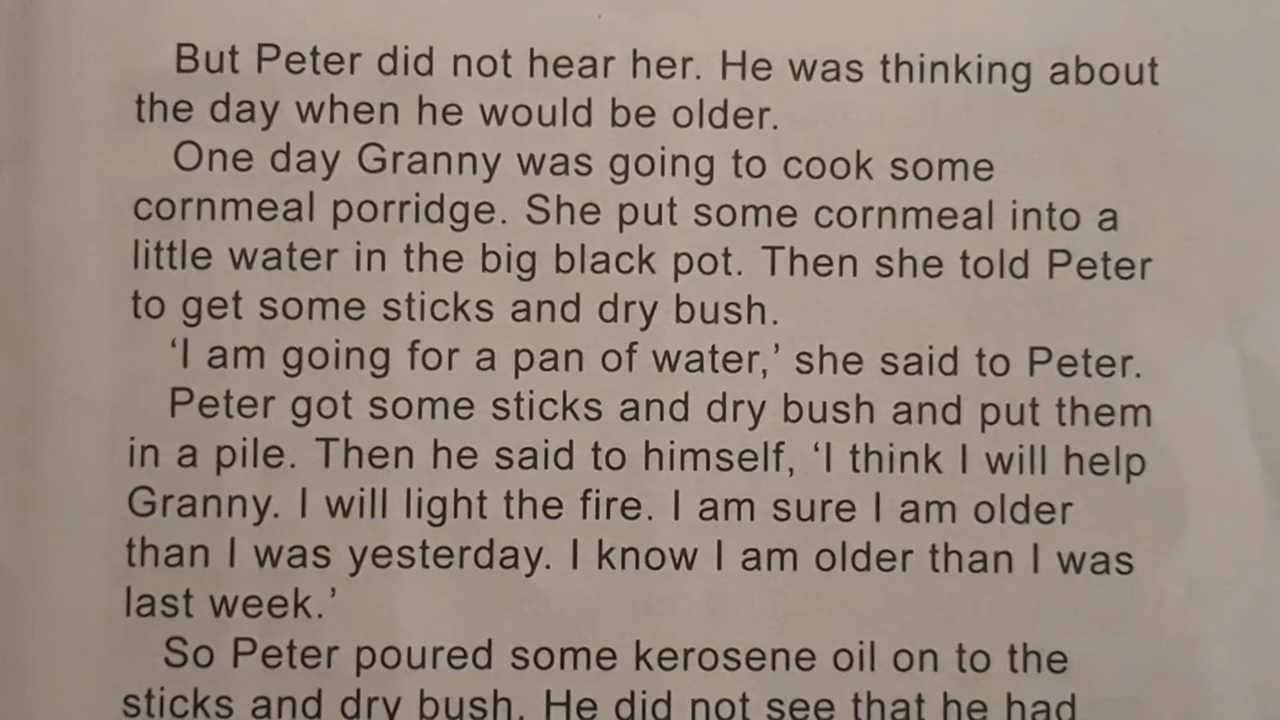 But Peter did not hear her. He was thinking about
the day when he would be older.
One day Granny was going to cook some
cornmeal porridge. She put some cornmeal into a
little water in the big black pot. Then she told Peter
to get some sticks and dry bush.
‘I am going for a pan of water,’ she said to Peter.
Peter got some sticks and dry bush and put them
in a pile. Then he said to himself, ‘I think I will help
Granny. I will light the fire. I am sure I am older
than I was yesterday. I know I am older than I was
last week.’
So Peter poured some kerosene oil on to the
sticks and dry bush. He did not see that he had